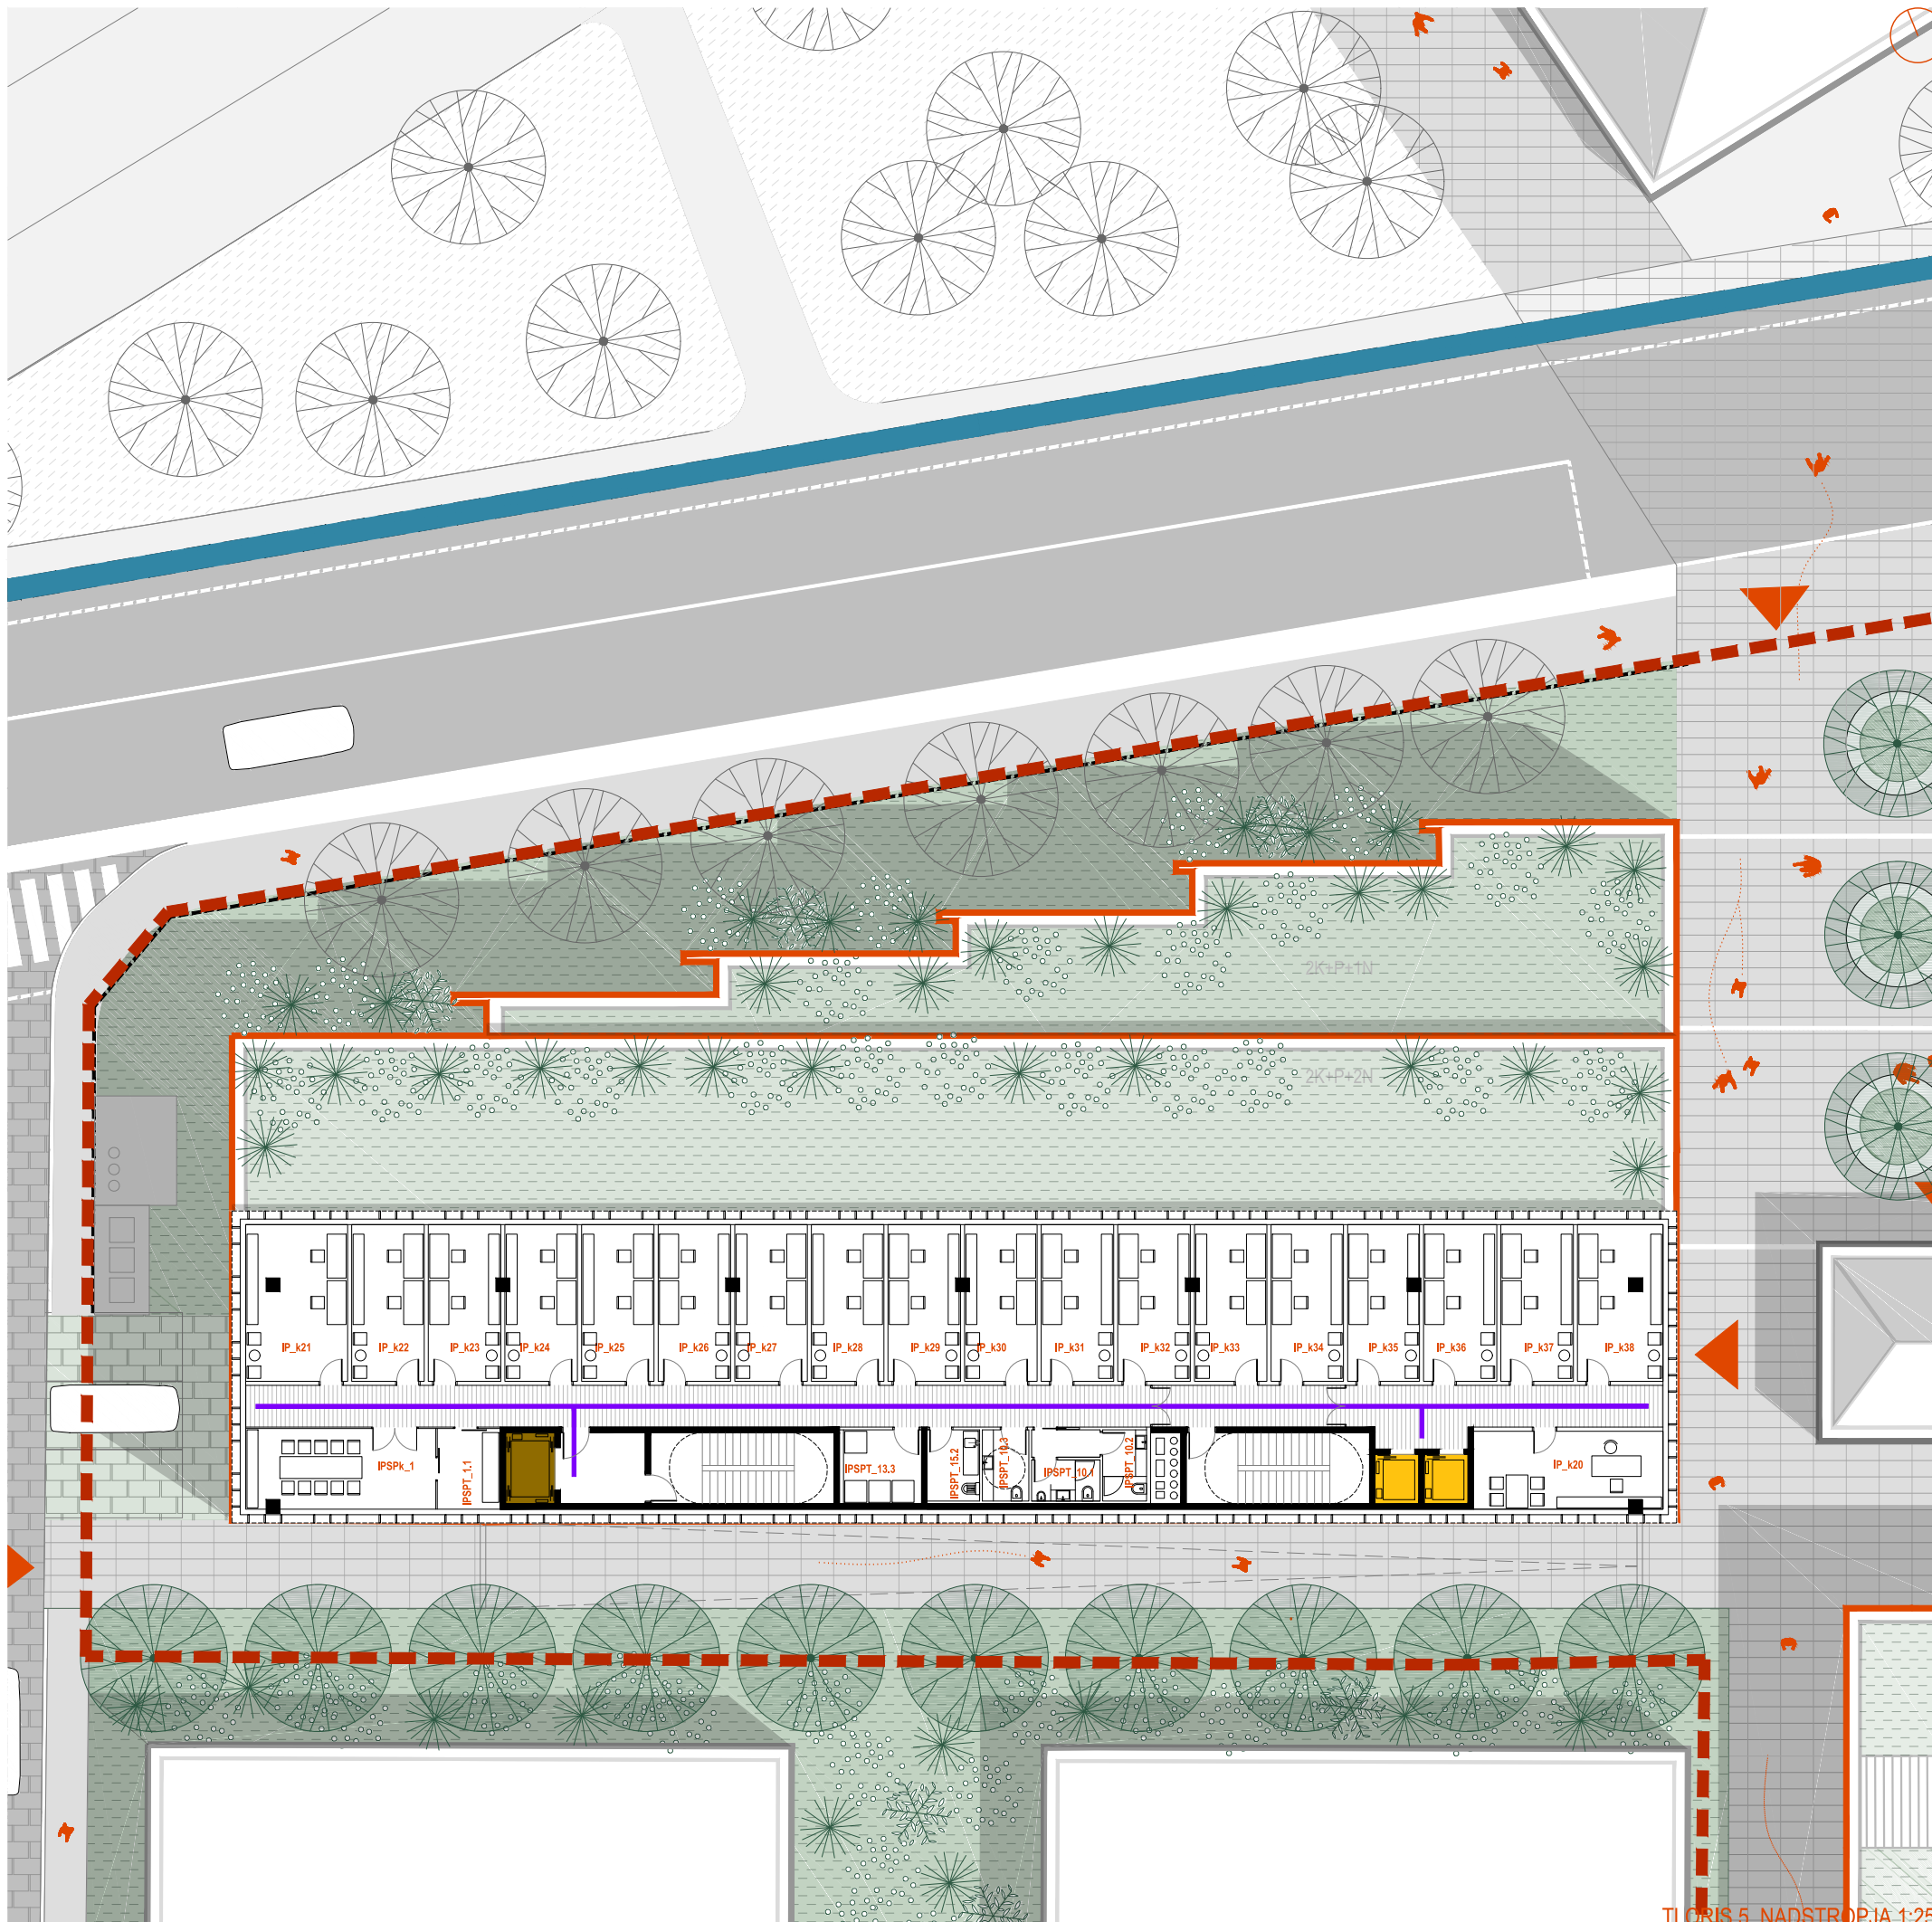 2K+P+1N
2K+P+2N
IP_k21 IP_k22 IP_k23 IP_k24 IP_k25 IP_k26 IP_k27 IP_k28 IP_k29 IP_k30 IP_k31 IP_k32 IP_k33 IP_k34 IP_k35 IP_k36 IP_k37 IP_k38
IPSPk_1 IPSPT_1.1 IPSPT_13.3 IPSPT_15.2 IPSPT_10.3 IPSPT_10.1 IPSPT_10.2 IP_k20
TLORIS 5. NADSTROPJA 1:25